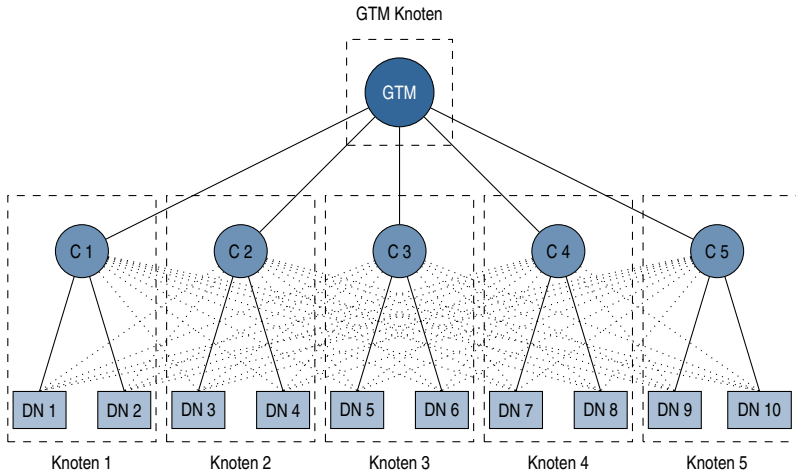 GTM Knoten
GTM
C 1
C 2
C 3
C 4
C 5
DN 1
DN 2
DN 3
DN 4
DN 5
DN 6
DN 7
DN 8
DN 9
DN 10
Knoten 1
Knoten 2
Knoten 3
Knoten 4
Knoten 5